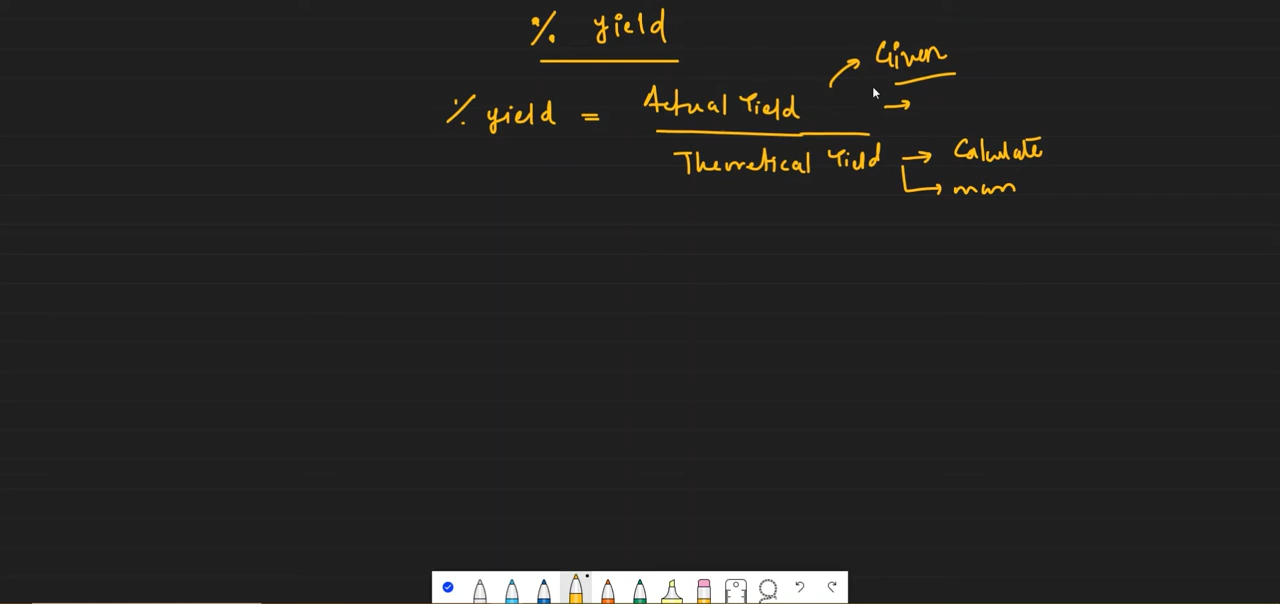 % yield
Given
% yield = Actual Yield
Theoretical Yield → Calculate
→